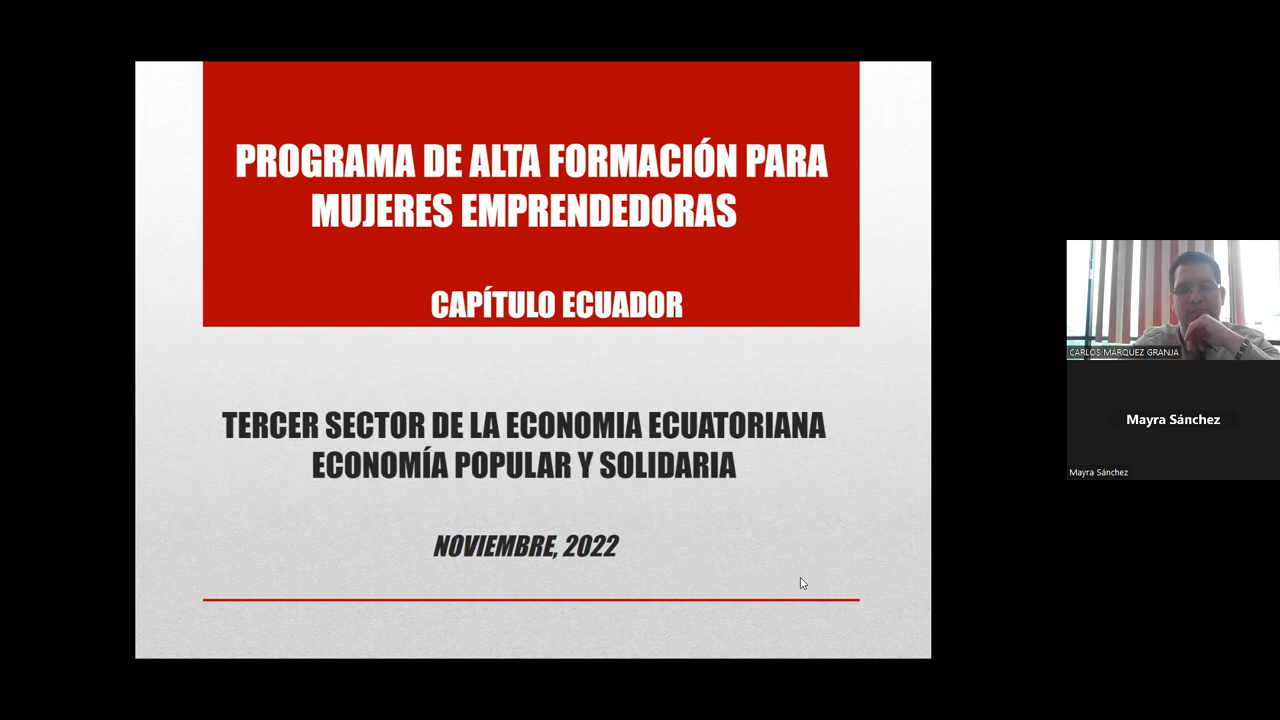 PROGRAMA DE ALTA FORMACIÓN PARA
MUJERES EMPRENDEDORAS
CAPÍTULO ECUADOR
TERCER SECTOR DE LA ECONOMIA ECUATORIANA
ECONOMÍA POPULAR Y SOLIDARIA
NOVIEMBRE, 2022
CARLOS MARQUEZ GRANJA
Mayra Sánchez
Mayra Sánchez